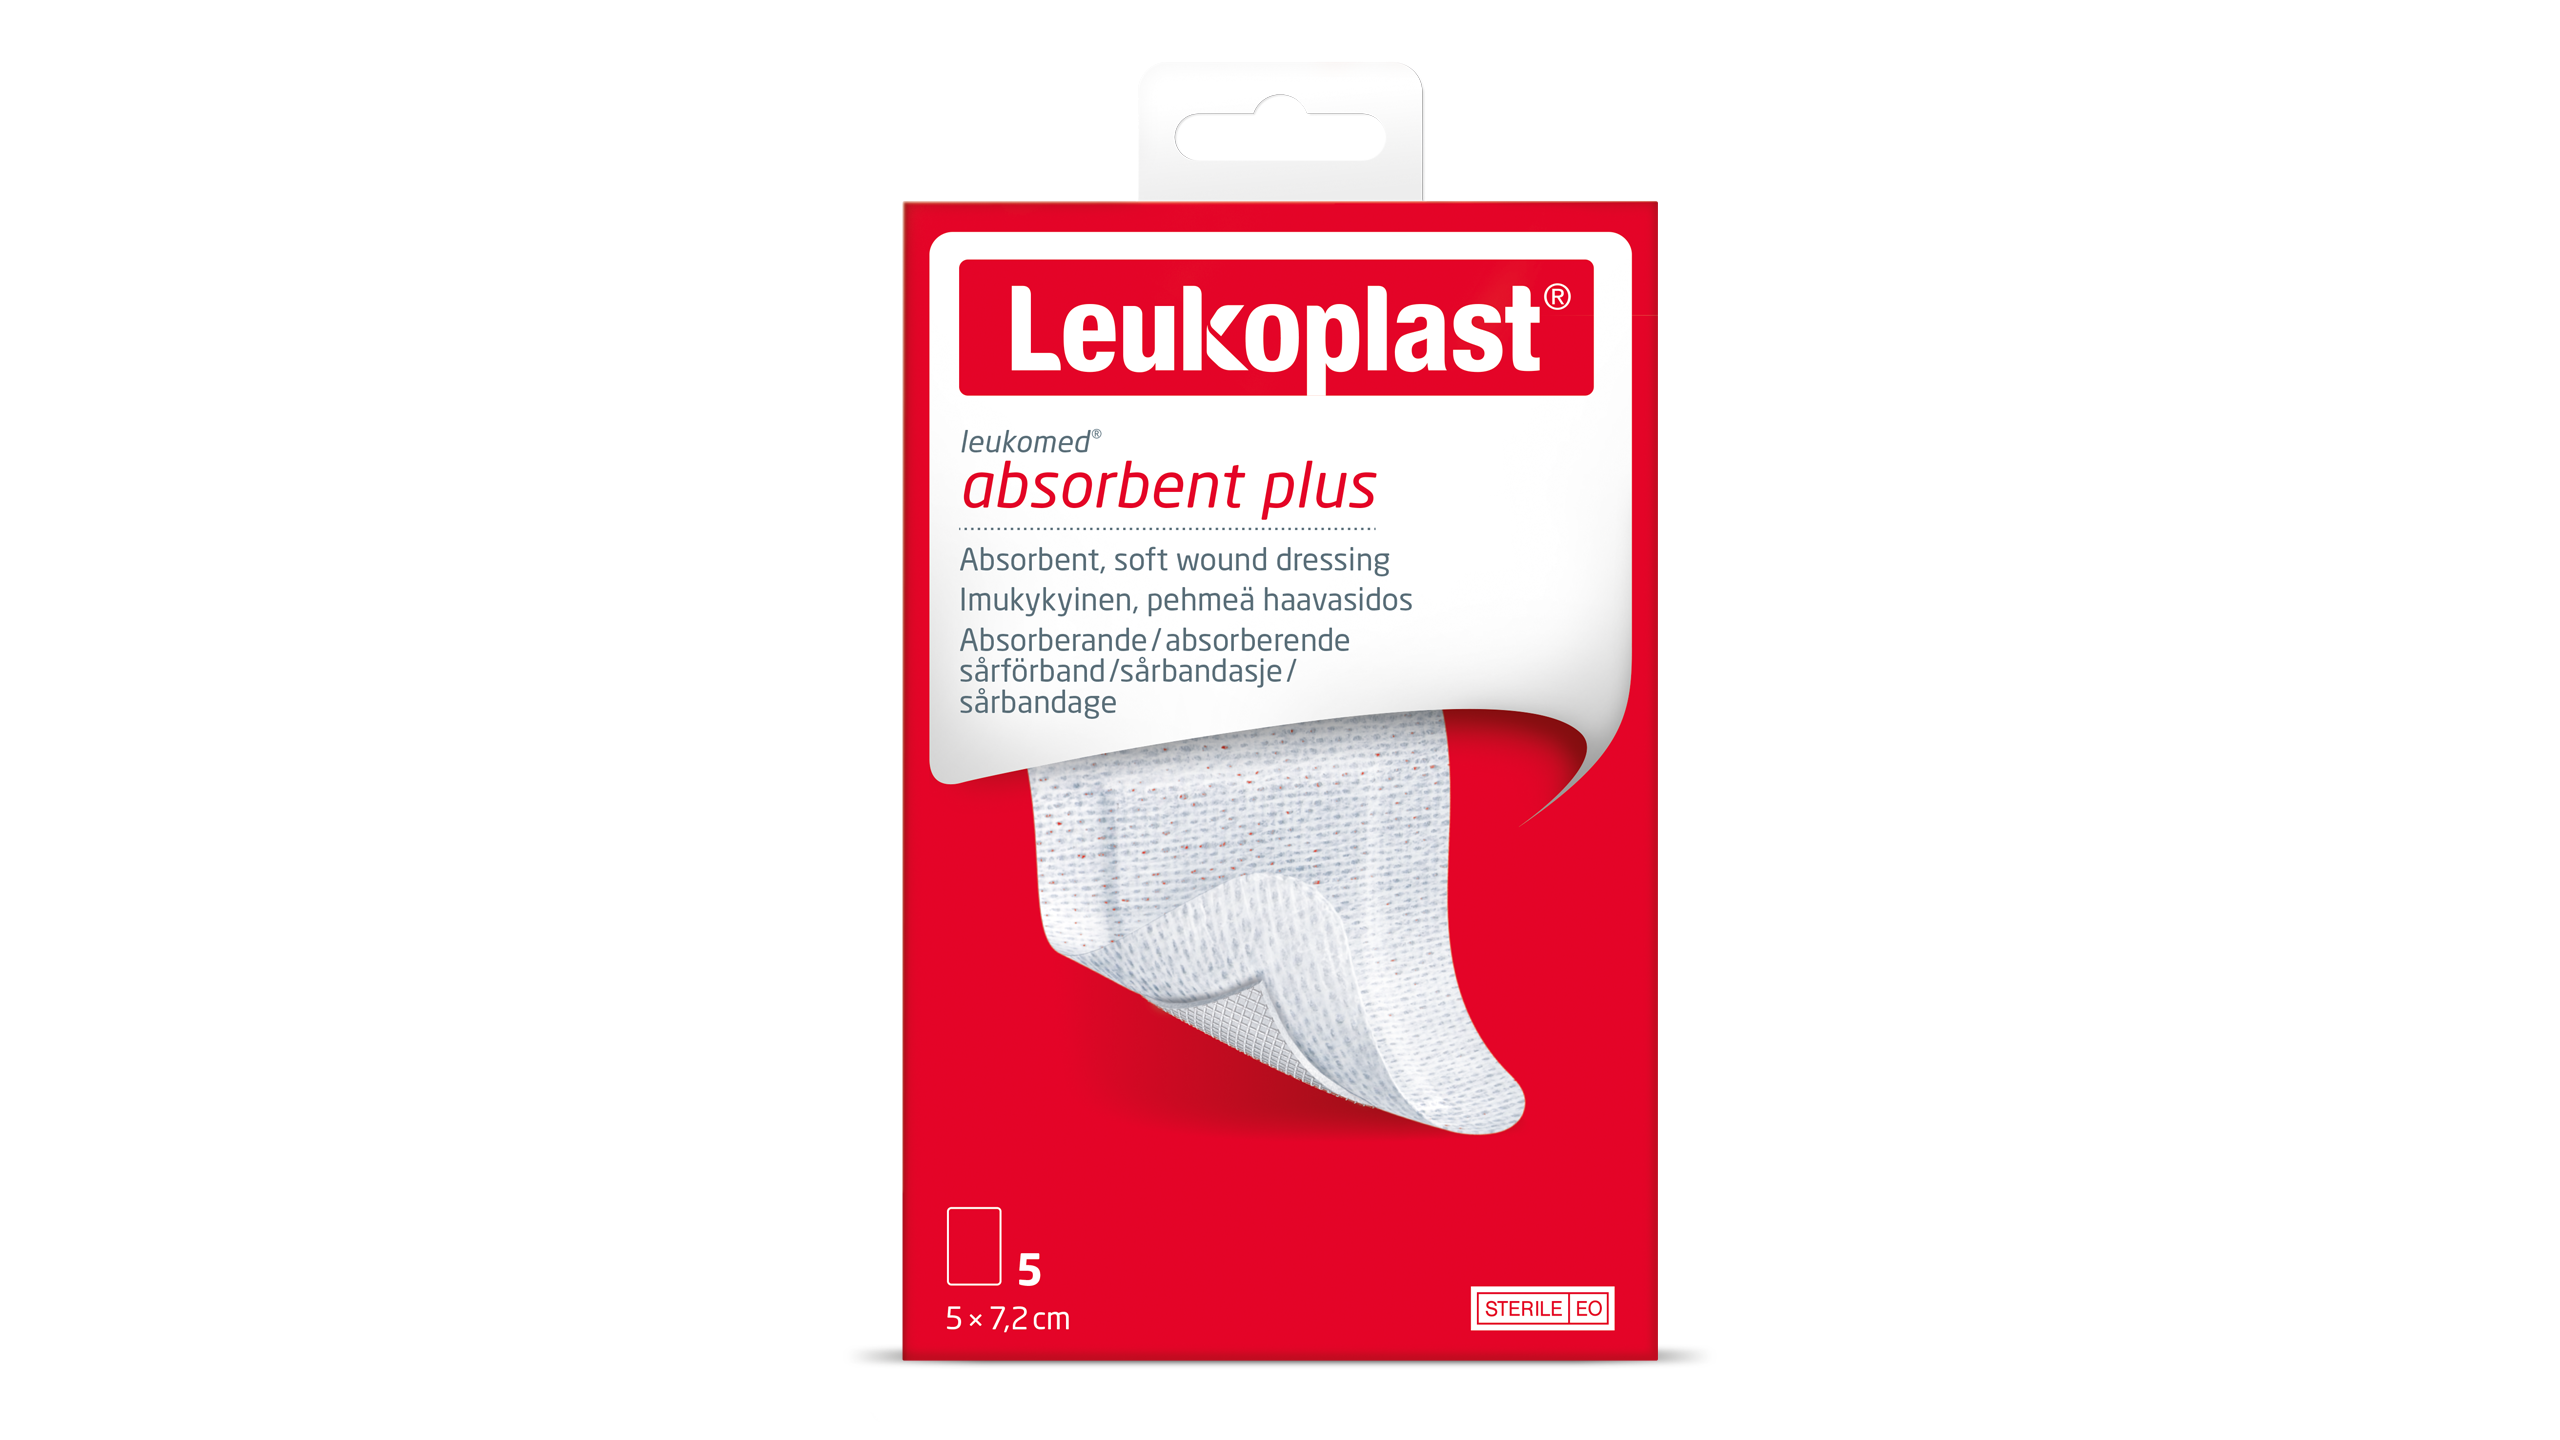 Leukoplast®
leukomed®
absorbent plus
Absorbent, soft wound dressing
Imukykyinen, pehmeä haavasidos
Absorberande/absorberende
sårförband/sårbandasje/
sårbandage
5
5 × 7,2 cm
STERILE EO